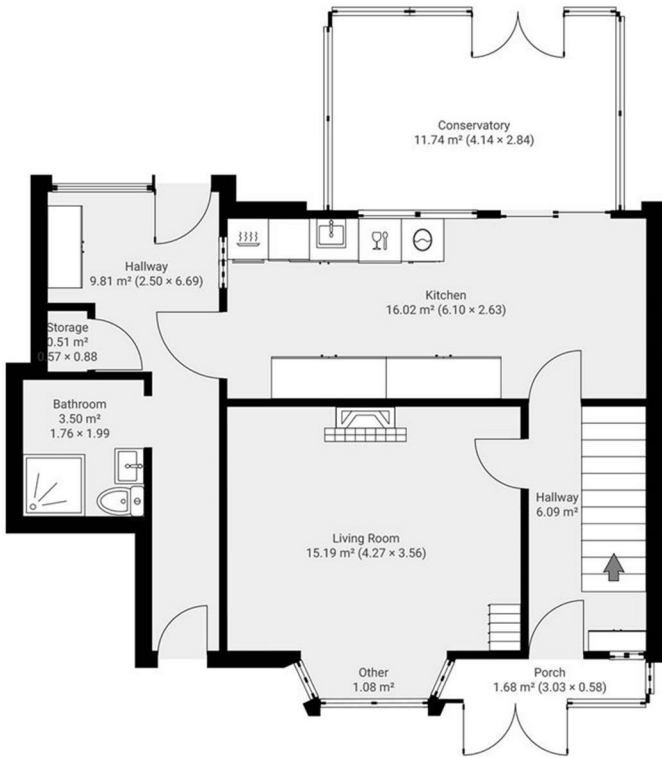 Conservatory
11.74 m² (4.14 × 2.84)
Hallway
9.81 m² (2.50 × 6.69)
Kitchen
16.02 m² (6.10 × 2.63)
Storage
0.51 m²
0.57 × 0.88
Bathroom
3.50 m²
1.76 × 1.99
Hallway
6.09 m²
Living Room
15.19 m² (4.27 × 3.56)
Other
1.08 m²
Porch
1.68 m² (3.03 × 0.58)